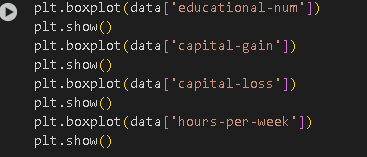 plt.boxplot(data['educational-num'])
plt.show()
plt.boxplot(data['capital-gain'])
plt.show()
plt.boxplot(data['capital-loss'])
plt.show()
plt.boxplot(data['hours-per-week'])
plt.show()